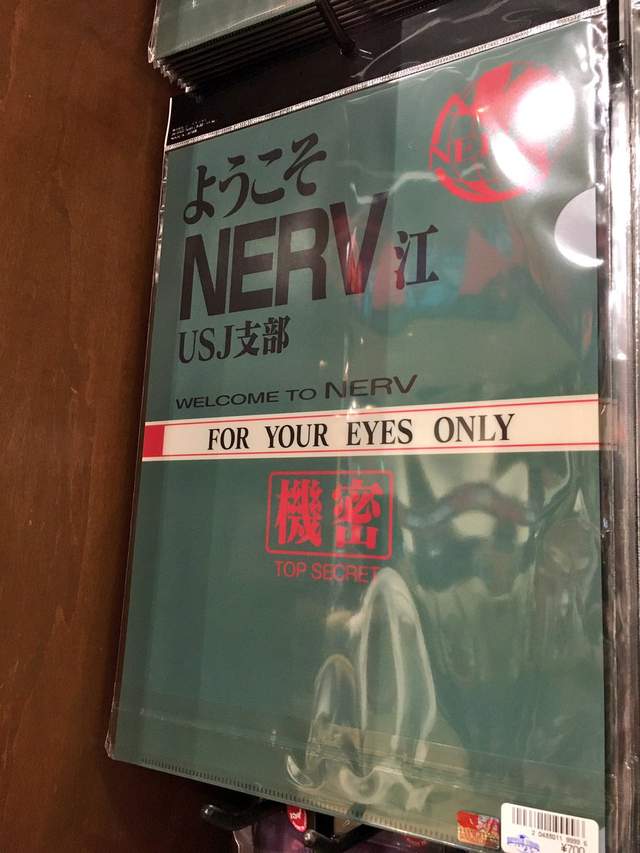 ようこそ
NERV江
USJ支部
WELCOME TO NERV
FOR YOUR EYES ONLY
機密
TOP SECRET
¥700